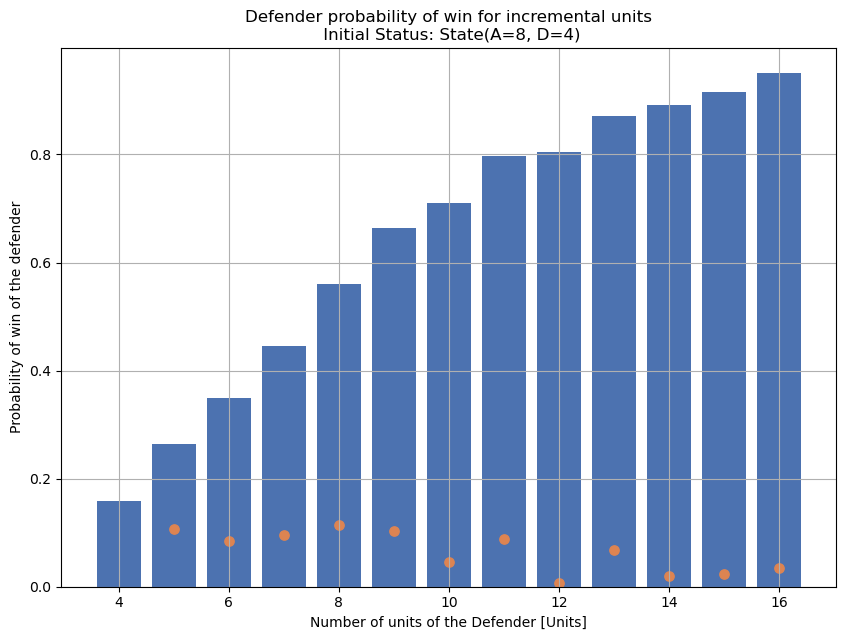 Defender probability of win for incremental units
Initial Status: State(A=8, D=4)
Probability of win of the defender
0.8
0.6
0.4
0.2
0.0
4 6 8 10 12 14 16
Number of units of the Defender [Units]